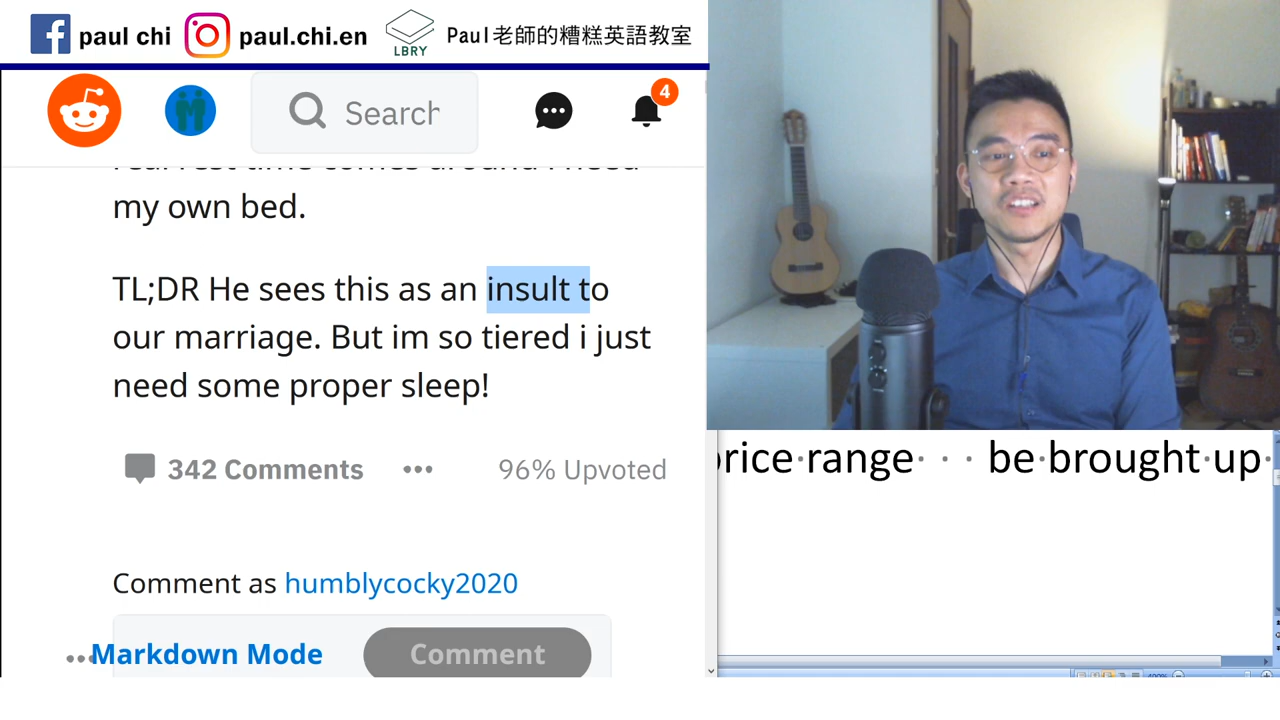 paul chi paul.chi.en LBRY Paul老師的糟糕英語教室
Search 4
my own bed.
TL;DR He sees this as an insult to
our marriage. But im so tiered i just
need some proper sleep!
342 Comments ••• 96% Upvoted
Comment as humblycocky2020
Markdown Mode Comment
range · · · be·brought·up·